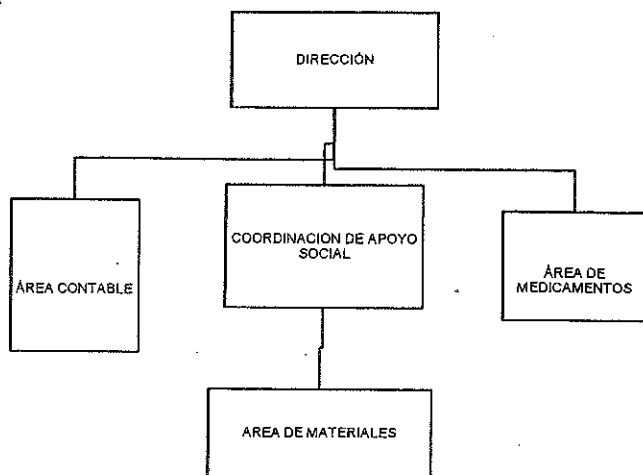 DIRECCIÓN
COORDINACION DE APOYO
SOCIAL
ÁREA CONTABLE
ÁREA DE
MEDICAMENTOS
AREA DE MATERIALES